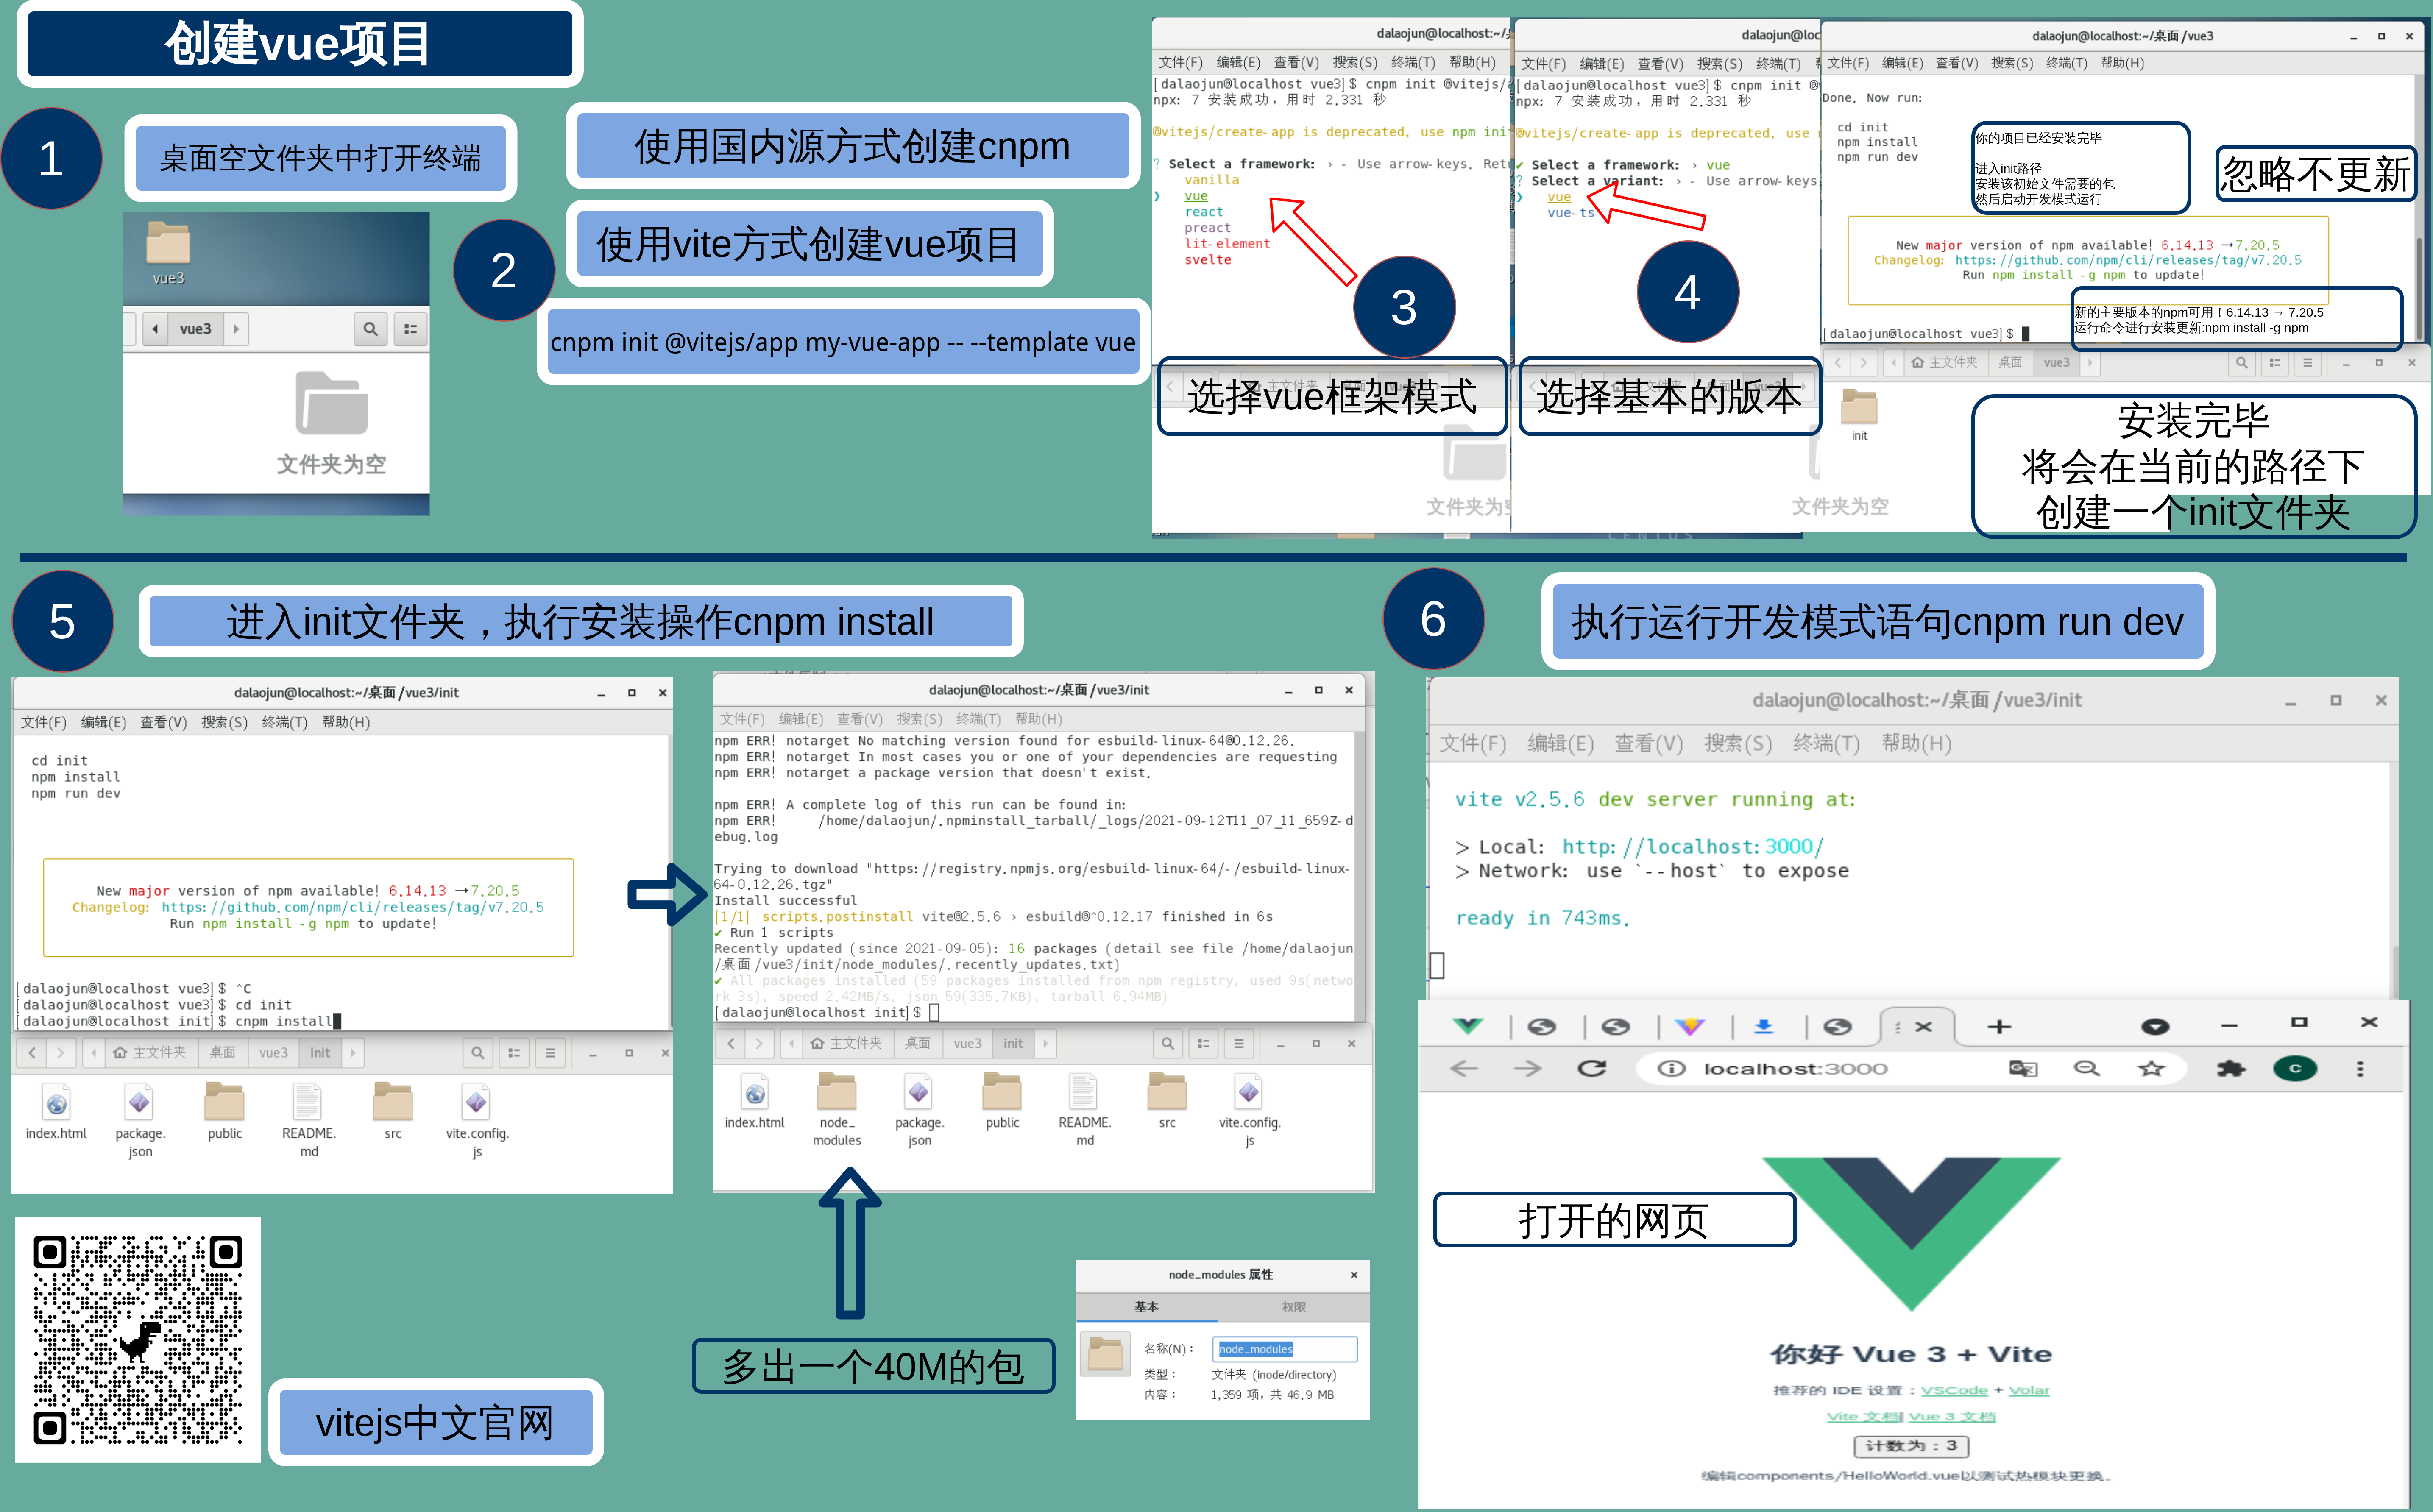 创建vue项目
1
桌面空文件夹中打开终端
vue3
vue3
文件夹为空
2
使用国内源方式创建cnpm
使用vite方式创建vue项目
cnpm init @vitejs/app my-vue-app -- --template vue
dalaojun@localhost:~/
文件(F) 编辑(E) 查看(V) 搜索(S) 终端(T) 帮助(H)
[dalaojun@localhost vue3]$ cnpm init @vitejs/
npx: 7 安装成功，用时 2.331 秒
@vitejs/create-app is deprecated, use npm init
? Select a framework: › - Use arrow-keys. Retu
vanilla
❯ vue
react
preact
lit-element
svelte
3
主文件夹
选择vue框架模式
文件夹为空
dalaojun@loc
文件(F) 编辑(E) 查看(V) 搜索(S) 终端(T)
[dalaojun@localhost vue3]$ cnpm init @
npx: 7 安装成功，用时 2.331 秒
@vitejs/create-app is deprecated, use
✔ Select a framework: › vue
? Select a variant: › - Use arrow-keys
❯ vue
vue-ts
4
选择基本的版本
文件夹为空
CENTOS
dalaojun@localhost:~/桌面/vue3
文件(F) 编辑(E) 查看(V) 搜索(S) 终端(T) 帮助(H)
Done. Now run:
cd init
npm install
npm run dev
你的项目已经安装完毕
进入init路径
安装该初始文件需要的包
然后启动开发模式运行
忽略不更新
New major version of npm available! 6.14.13 → 7.20.5
Changelog: https://github.com/npm/cli/releases/tag/v7.20.5
Run npm install -g npm to update!
新的主要版本的npm可用！6.14.13 → 7.20.5
运行命令进行安装更新:npm install -g npm
[dalaojun@localhost vue3]$
主文件夹 桌面 vue3
init
安装完毕
将会在当前的路径下
创建一个init文件夹
5
进入init文件夹，执行安装操作cnpm install
dalaojun@localhost:~/桌面/vue3/init
文件(F) 编辑(E) 查看(V) 搜索(S) 终端(T) 帮助(H)
cd init
npm install
npm run dev
New major version of npm available! 6.14.13 → 7.20.5
Changelog: https://github.com/npm/cli/releases/tag/v7.20.5
Run npm install -g npm to update!
[dalaojun@localhost vue3]$ ^C
[dalaojun@localhost vue3]$ cd init
[dalaojun@localhost init]$ cnpm install
主文件夹 桌面 vue3 init
index.html package.json public README.md src vite.config.js
dalaojun@localhost:~/桌面/vue3/init
文件(F) 编辑(E) 查看(V) 搜索(S) 终端(T) 帮助(H)
npm ERR! notarget No matching version found for esbuild-linux-64@0.12.26.
npm ERR! notarget In most cases you or one of your dependencies are requesting
npm ERR! notarget a package version that doesn't exist.
npm ERR! A complete log of this run can be found in:
npm ERR!     /home/dalaojun/.npminstall_tarball/_logs/2021-09-12T11_07_11_659Z-d
ebug.log
Trying to download "https://registry.npmjs.org/esbuild-linux-64/-/esbuild-linux-
64-0.12.26.tgz"
Install successful
[1/1] scripts.postinstall vite@2.5.6 › esbuild@^0.12.17 finished in 6s
✔ Run 1 scripts
Recently updated (since 2021-09-05): 16 packages (detail see file /home/dalaojun
/桌面/vue3/init/node_modules/.recently_updates.txt)
✔ All packages installed (59 packages installed from npm registry, used 9s(netwo
rk 3s), speed 2.42MB/s, json 59(335.7KB), tarball 6.94MB)
[dalaojun@localhost init]$
主文件夹 桌面 vue3 init
index.html node_modules package.json public README.md src vite.config.js
多出一个40M的包
node_modules 属性
基本 权限
名称(N)： node_modules
类型： 文件夹 (inode/directory)
内容： 1,359 项，共 46.9 MB
vitejs中文官网
6
执行运行开发模式语句cnpm run dev
dalaojun@localhost:~/桌面/vue3/init
文件(F) 编辑(E) 查看(V) 搜索(S) 终端(T) 帮助(H)
vite v2.5.6 dev server running at:
> Local: http://localhost:3000/
> Network: use `--host` to expose
ready in 743ms.
localhost:3000
C
打开的网页
你好 Vue 3 + Vite
推荐的 IDE 设置：VSCode + Volar
Vite 文档| Vue 3 文档
计数为：3
编辑components/HelloWorld.vue以测试热模块更换。